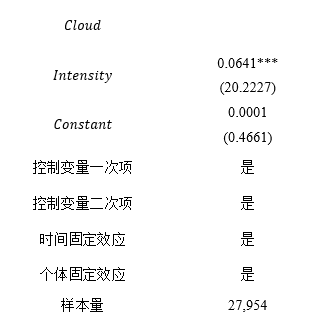 Cloud
0.0641***
Intensity
(20.2227)
0.0001
Constant
(0.4661)
控制变量一次项 是
控制变量二次项 是
时间固定效应 是
个体固定效应 是
样本量 27,954